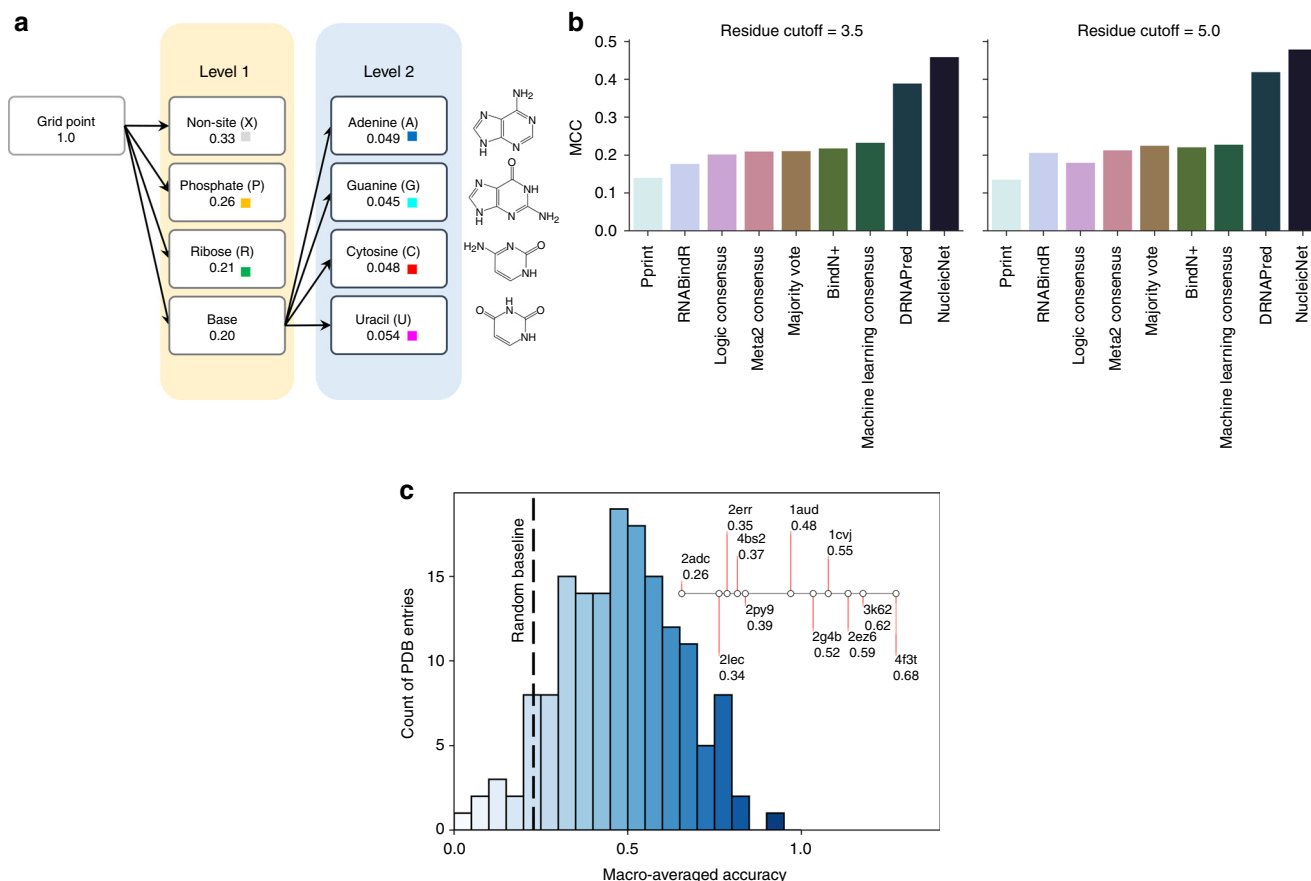 a
Level 1
Level 2
Grid point
1.0
Non-site (X)
0.33
Phosphate (P)
0.26
Ribose (R)
0.21
Base
0.20
Adenine (A)
0.049
Guanine (G)
0.045
Cytosine (C)
0.048
Uracil (U)
0.054
NH2
N
N
N
N
H
O
N
NH
N
N
H
NH2
H2N
N
O
NH
H
O
N
O
NH
b
Residue cutoff = 3.5
Residue cutoff = 5.0
MCC
0.5
0.4
0.3
0.2
0.1
0.0
Pprint
RNABindR
Logic consensus
Meta2 consensus
Majority vote
BindN+
Machine learning consensus
DRNAPred
NucleicNet
Pprint
RNABindR
Logic consensus
Meta2 consensus
Majority vote
BindN+
Machine learning consensus
DRNAPred
NucleicNet
c
Count of PDB entries
15
10
5
0
Random baseline
2adc
0.26
2err
0.35
4bs2
0.37
1aud
0.48
1cvj
0.55
2lec
0.34
2py9
0.39
2g4b
0.52
2ez6
0.59
3k62
0.62
4f3t
0.68
0.0
0.5
1.0
Macro-averaged accuracy